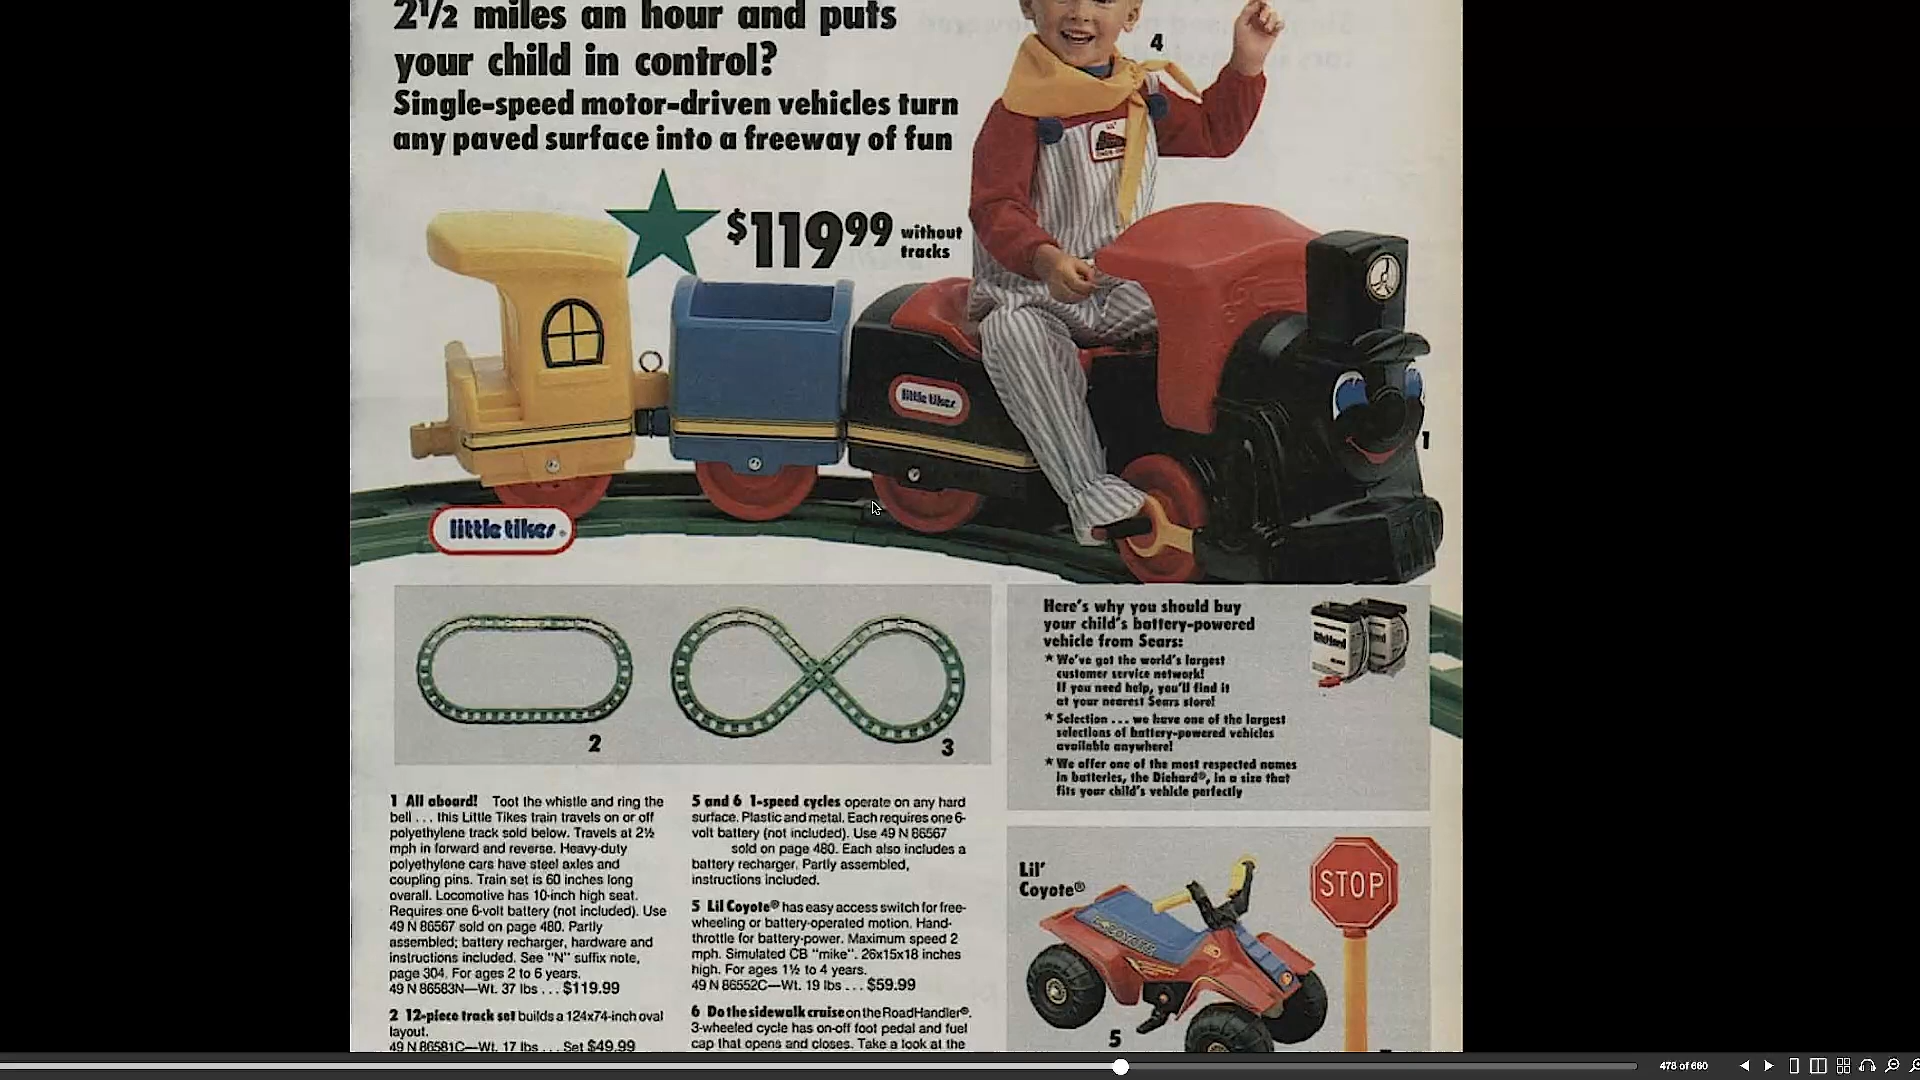 2½ miles an hour and puts
your child in control?
Single-speed motor-driven vehicles turn
any paved surface into a freeway of fun
4
$119.99 without
tracks
little tikes
1
little tikes
2
3
Here's why you should buy
your child's battery-powered
vehicle from Sears:
★ We've got the world's largest
customer service network!
If you need help, you'll find it
at your nearest Sears store!
★ Selection ... we have one of the largest
selections of battery-powered vehicles
available anywhere!
★ We offer one of the most respected names
in batteries, the Diehard®, in a size that
fits your child's vehicle perfectly
DieHard
1 All aboard! Toot the whistle and ring the
bell ... this Little Tikes train travels on or off
polyethylene track sold below. Travels at 2½
mph in forward and reverse. Heavy-duty
polyethylene cars have steel axles and
coupling pins. Train set is 60 inches long
overall. Locomotive has 10-inch high seat.
Requires one 6-volt battery (not included). Use
49 N 86567 sold on page 480. Partly
assembled; battery recharger, hardware and
instructions included. See "N" suffix note,
page 304. For ages 2 to 6 years.
49 N 86583N—Wt. 37 lbs ... $119.99
2 12-piece track set builds a 124x74-inch oval
layout.
49 N 86581C—Wt. 17 lbs ... Set $49.99
5 and 6 1-speed cycles operate on any hard
surface. Plastic and metal. Each requires one 6-
volt battery (not included). Use 49 N 86567
sold on page 480. Each also includes a
battery recharger. Partly assembled,
instructions included.
5 Lil Coyote® has easy access switch for free-
wheeling or battery-operated motion. Hand-
throttle for battery-power. Maximum speed 2
mph. Simulated CB "mike". 26x15x18 inches
high. For ages 1½ to 4 years.
49 N 86552C—Wt. 19 lbs ... $59.99
6 Do the sidewalk cruise on the RoadHandler®.
3-wheeled cycle has on-off foot pedal and fuel
cap that opens and closes. Take a look at the
Lil'
Coyote®
COYOTE
STOP
5
478 of 660